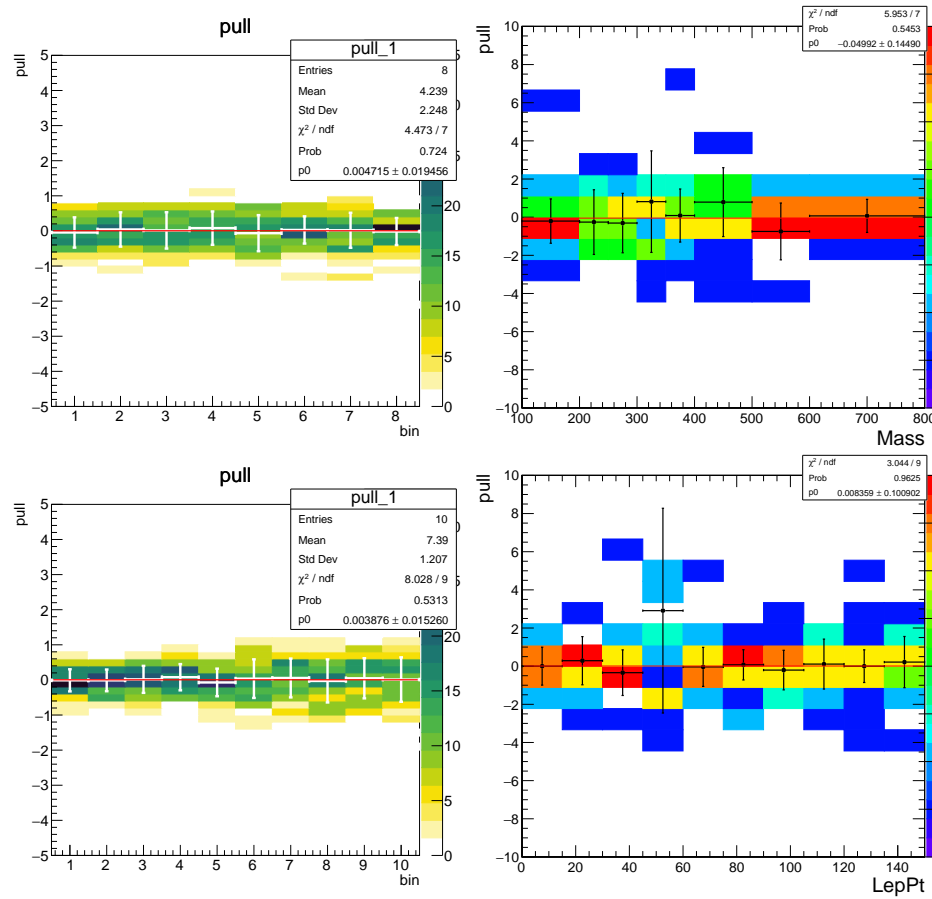 pull
pull_1
Entries 8
Mean 4.239
Std Dev 2.248
χ² / ndf 4.473 / 7
Prob 0.724
p0 0.004715 ± 0.019456
pull
5
4
3
2
1
0
−1
−2
−3
−4
−5
1 2 3 4 5 6 7 8
bin
20
15
10
5
0
χ² / ndf 5.953 / 7
Prob 0.5453
p0 −0.04992 ± 0.14490
pull
10
8
6
4
2
0
−2
−4
−6
−8
−10
100 200 300 400 500 600 700 800
Mass
pull
pull_1
Entries 10
Mean 7.39
Std Dev 1.207
χ² / ndf 8.028 / 9
Prob 0.5313
p0 0.003876 ± 0.015260
pull
5
4
3
2
1
0
−1
−2
−3
−4
−5
1 2 3 4 5 6 7 8 9 10
bin
20
15
10
5
0
χ² / ndf 3.044 / 9
Prob 0.9625
p0 0.008359 ± 0.100902
pull
10
8
6
4
2
0
−2
−4
−6
−8
−10
0 20 40 60 80 100 120 140
LepPt